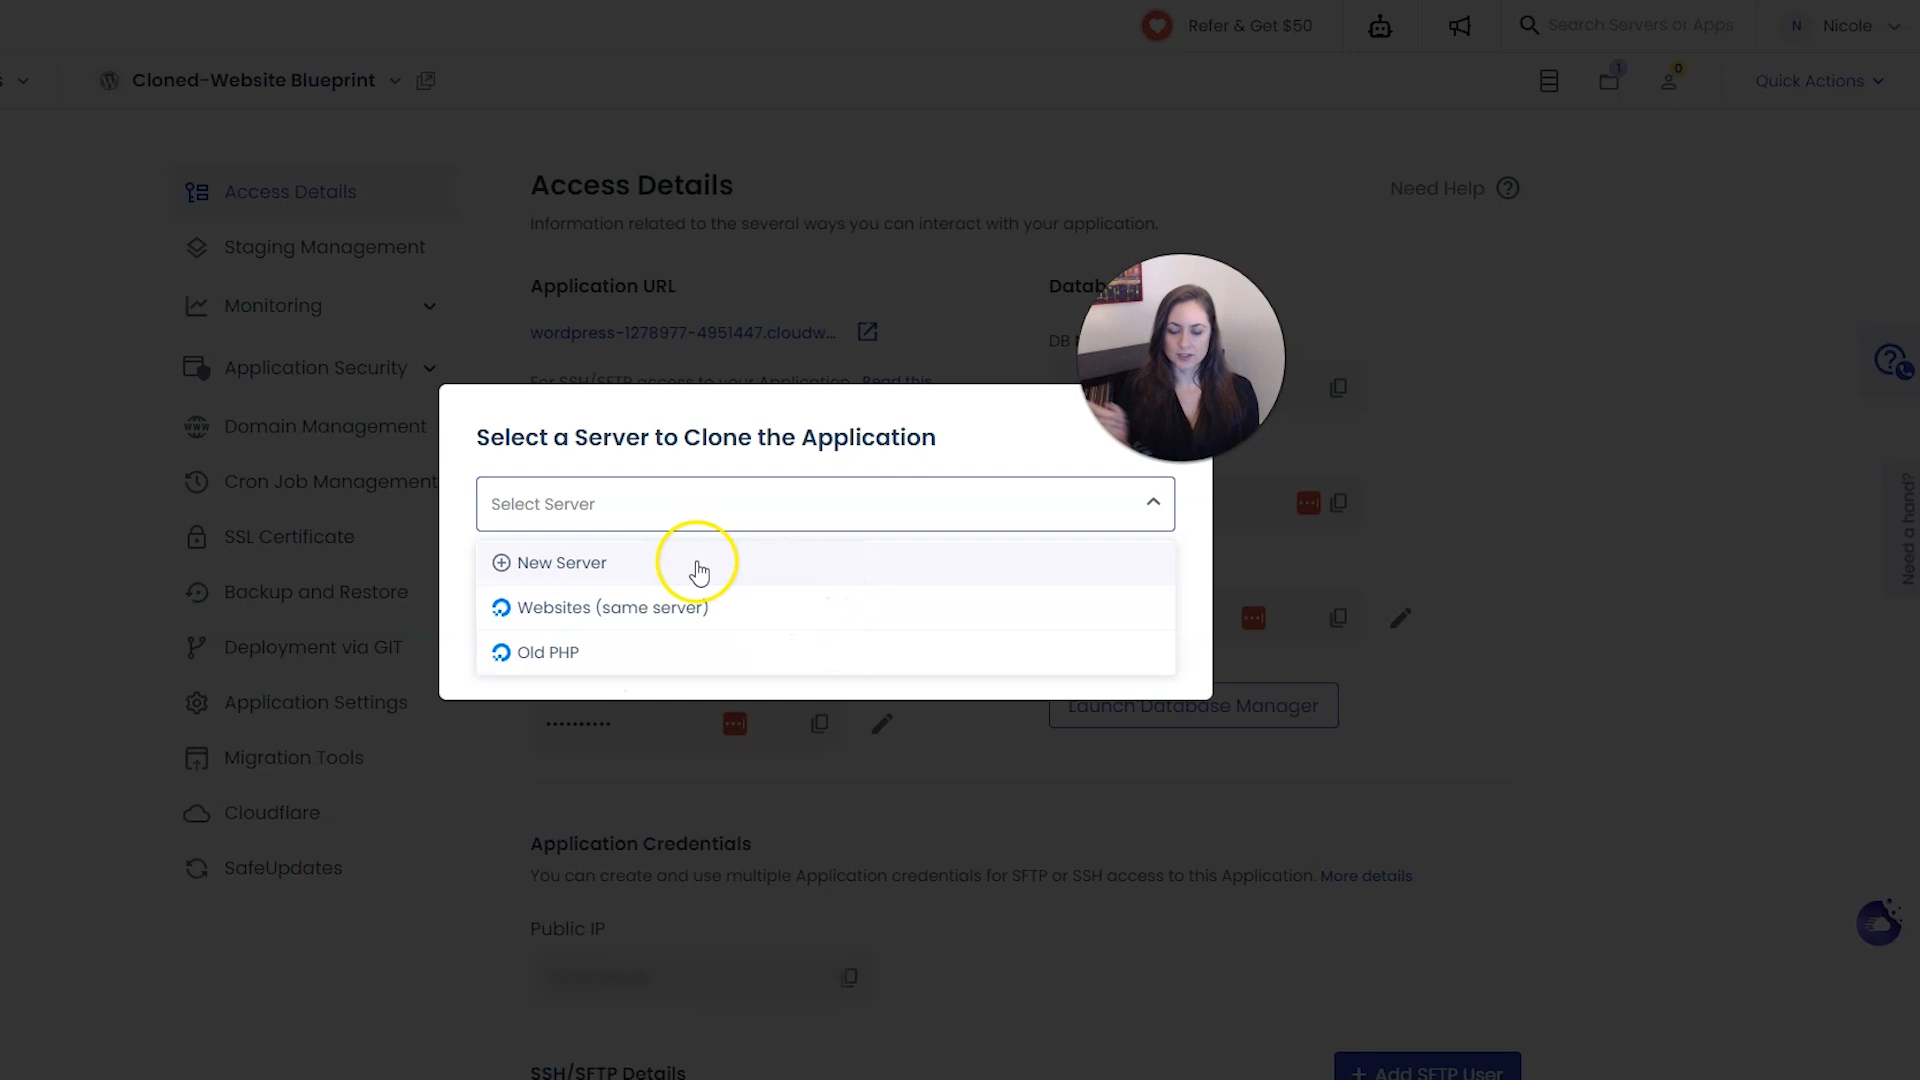 Refer & Get $50
Search Servers or Apps
N
Nicole
s
Cloned-Website Blueprint
1
0
Quick Actions
Access Details
Staging Management
Monitoring
Application Security
Domain Management
Cron Job Management
SSL Certificate
Backup and Restore
Deployment via GIT
Application Settings
Migration Tools
Cloudflare
SafeUpdates
Access Details
Need Help
Information related to the several ways you can interact with your application.
Application URL
wordpress-1278977-4951447.cloudw...
For SSH/SFTP access to your Application, Read this
DB
Select a Server to Clone the Application
Select Server
New Server
Websites (same server)
Old PHP
••••••••••
Launch Database Manager
Application Credentials
You can create and use multiple Application credentials for SFTP or SSH access to this Application. More details
Public IP
SSH/SFTP Details
+ Add SFTP User
Need a hand?